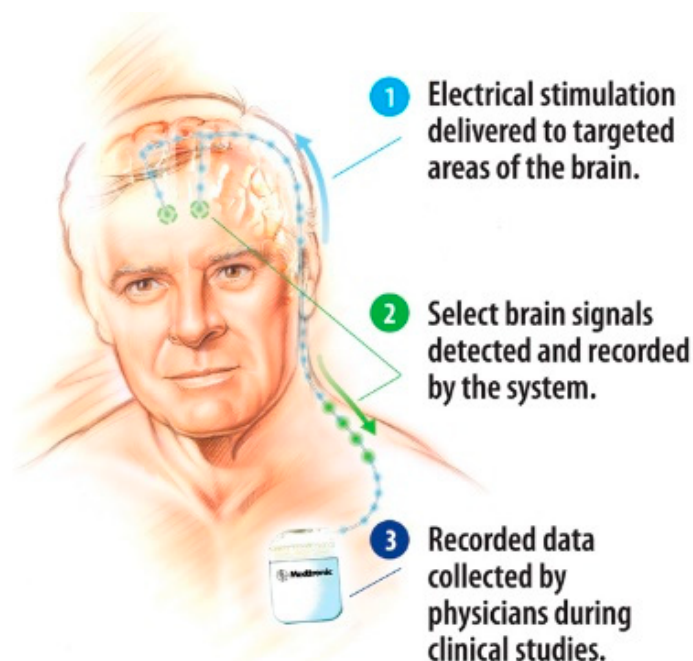 1
Electrical stimulation
delivered to targeted
areas of the brain.
2
Select brain signals
detected and recorded
by the system.
3
Recorded data
collected by
physicians during
clinical studies.
Medtronic